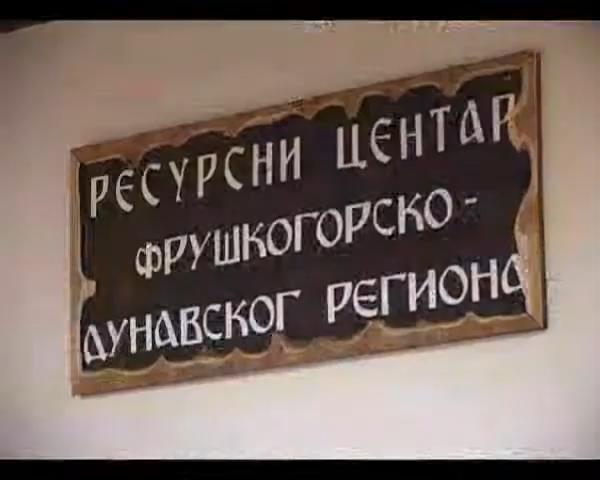 РЕСУРСНИ ЦЕНТАР
ФРУШКОГОРСКО-
ДУНАВСКОГ РЕГИОНА